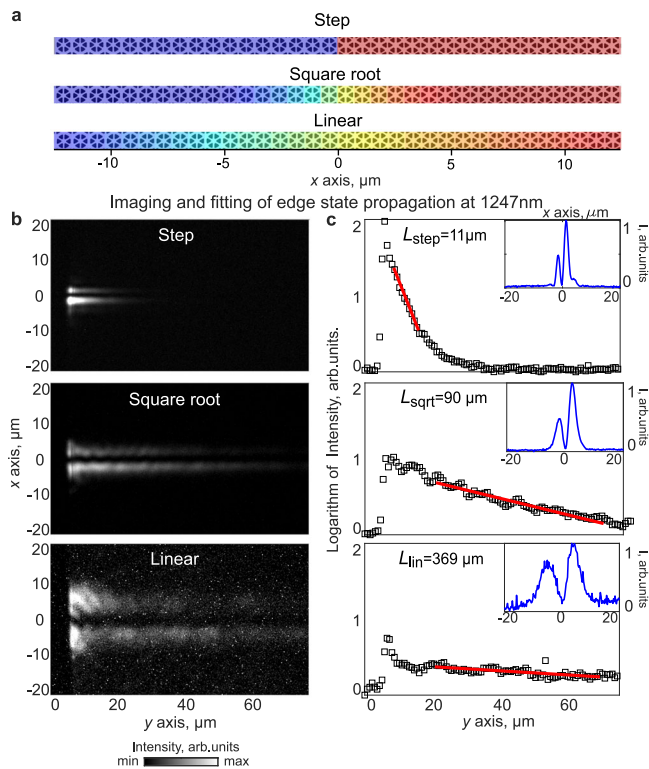 a
Step
Square root
Linear
-10 -5 0 5 10
x axis, μm
Imaging and fitting of edge state propagation at 1247nm
b
20
10
0
-10
-20
Step
20
10
0
-10
-20
Square root
20
10
0
-10
-20
Linear
x axis, μm
0 20 40 60
y axis, μm
Intensity, arb.units
min max
c
2
1
0
L step=11μm
x axis, μm
-20 0 20
1
0
I, arb.units
2
1
0
L sqrt=90 μm
-20 0 20
1
0
I, arb.units
2
1
0
L lin=369 μm
-20 0 20
1
0
I, arb.units
Logarithm of Intensity, arb.units.
0 20 40 60
y axis, μm